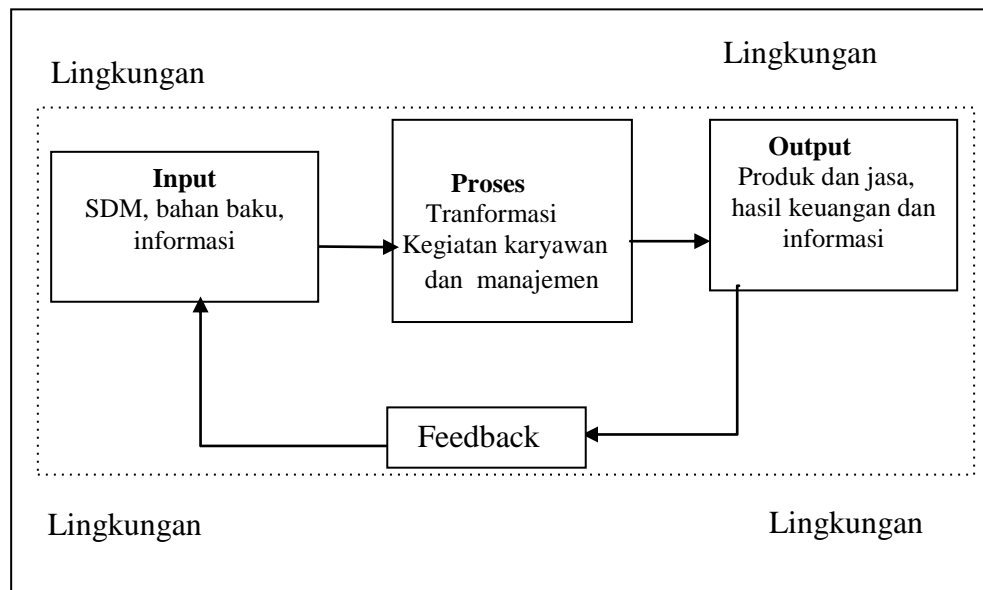 Lingkungan
Lingkungan
Input
SDM, bahan baku,
informasi
Proses
Tranformasi
Kegiatan karyawan
dan manajemen
Output
Produk dan jasa,
hasil keuangan dan
informasi
Feedback
Lingkungan
Lingkungan